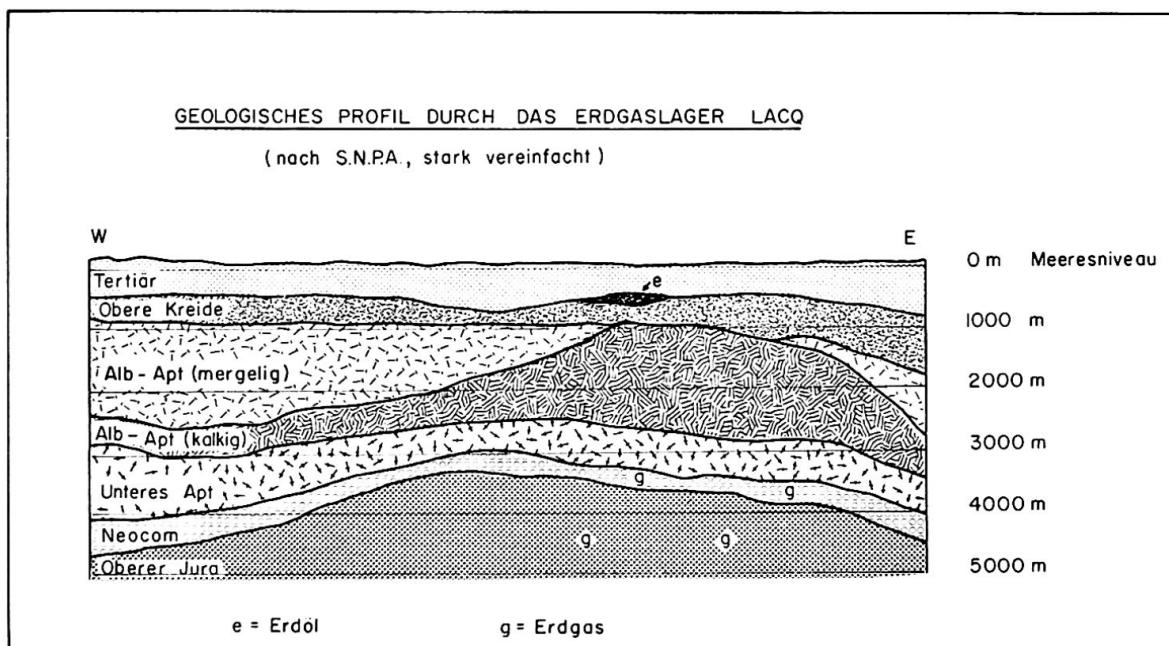 GEOLOGISCHES PROFIL DURCH DAS ERDGASLAGER LACQ
(nach S.N.P.A., stark vereinfacht)
W
E
0 m Meeresniveau
Tertiär
e
Obere Kreide
1000 m
Alb-Apt (mergelig)
2000 m
Alb-Apt (kalkig)
3000 m
g
g
Unteres Apt
4000 m
Neocom
g
g
Oberer Jura
5000 m
e = Erdöl
g = Erdgas